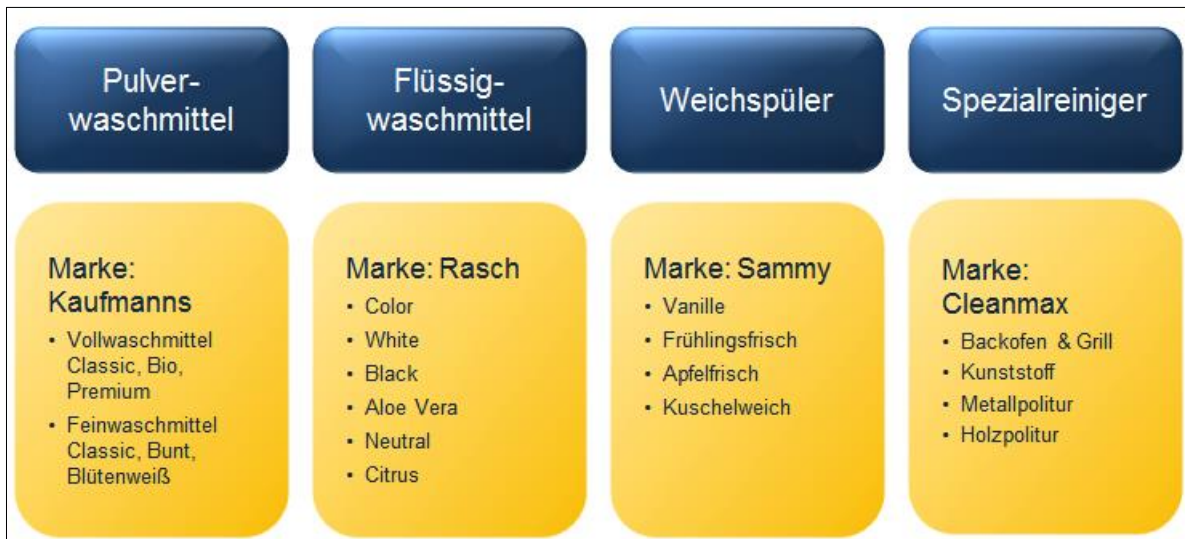 Pulver-
waschmittel
Flüssig-
waschmittel
Weichspüler
Spezialreiniger
Marke:
Kaufmanns
• Vollwaschmittel
Classic, Bio,
Premium
• Feinwaschmittel
Classic, Bunt,
Blütenweiß
Marke: Rasch
• Color
• White
• Black
• Aloe Vera
• Neutral
• Citrus
Marke: Sammy
• Vanille
• Frühlingsfrisch
• Apfelfrisch
• Kuschelweich
Marke:
Cleanmax
• Backofen & Grill
• Kunststoff
• Metallpolitur
• Holzpolitur